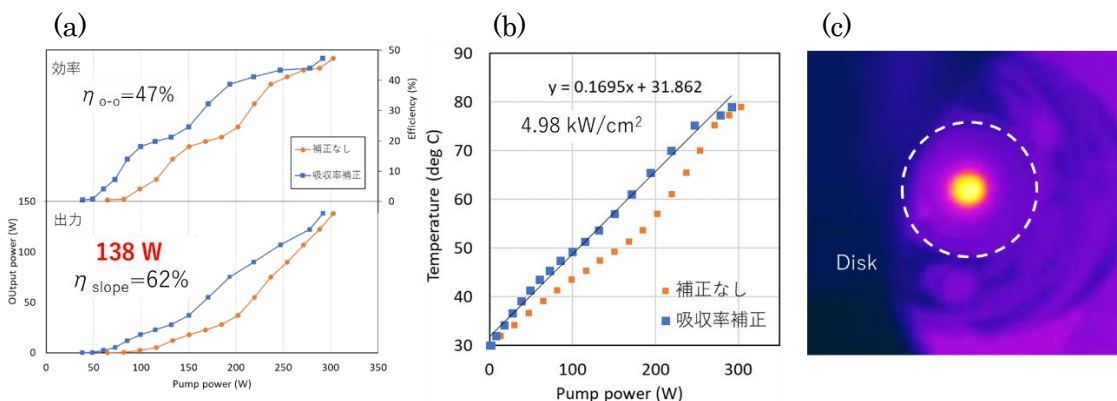 (a)
効率
η o-o=47%
50
40
30
20
10
0
Efficiency (%)
補正なし
吸収率補正
出力
138 W
η slope=62%
150
100
50
0
OUtput power (W)
0 50 100 150 200 250 300 350
Pump power (W)
(b)
90
80
70
60
50
40
30
Temperature (deg C)
y = 0.1695x + 31.862
4.98 kW/cm²
補正なし
吸収率補正
0 100 200 300
Pump power (W)
(c)
Disk